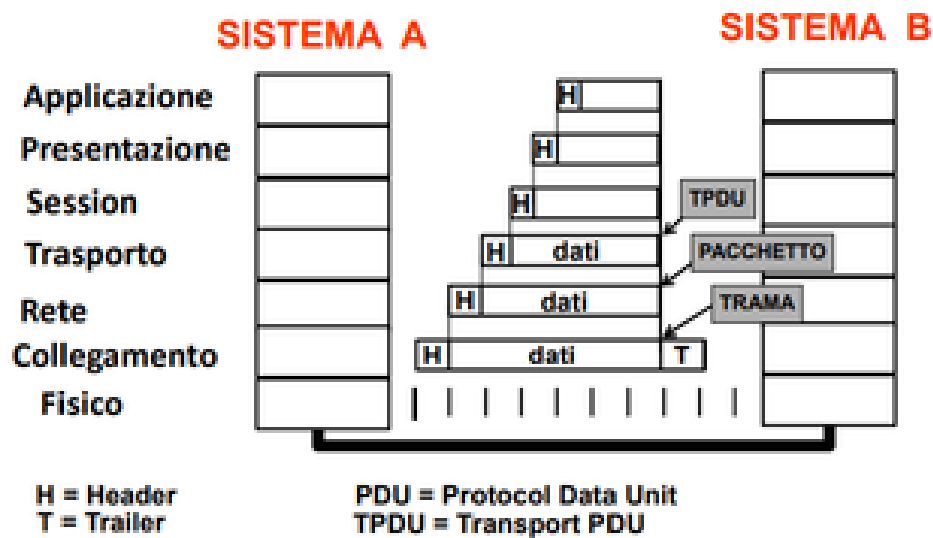 SISTEMA A
SISTEMA B
Applicazione
H
Presentazione
H
Session
H
TPDU
Trasporto
H dati
PACCHETTO
Rete
H dati
TRAMA
Collegamento
H dati T
Fisico
H = Header
PDU = Protocol Data Unit
T = Trailer
TPDU = Transport PDU